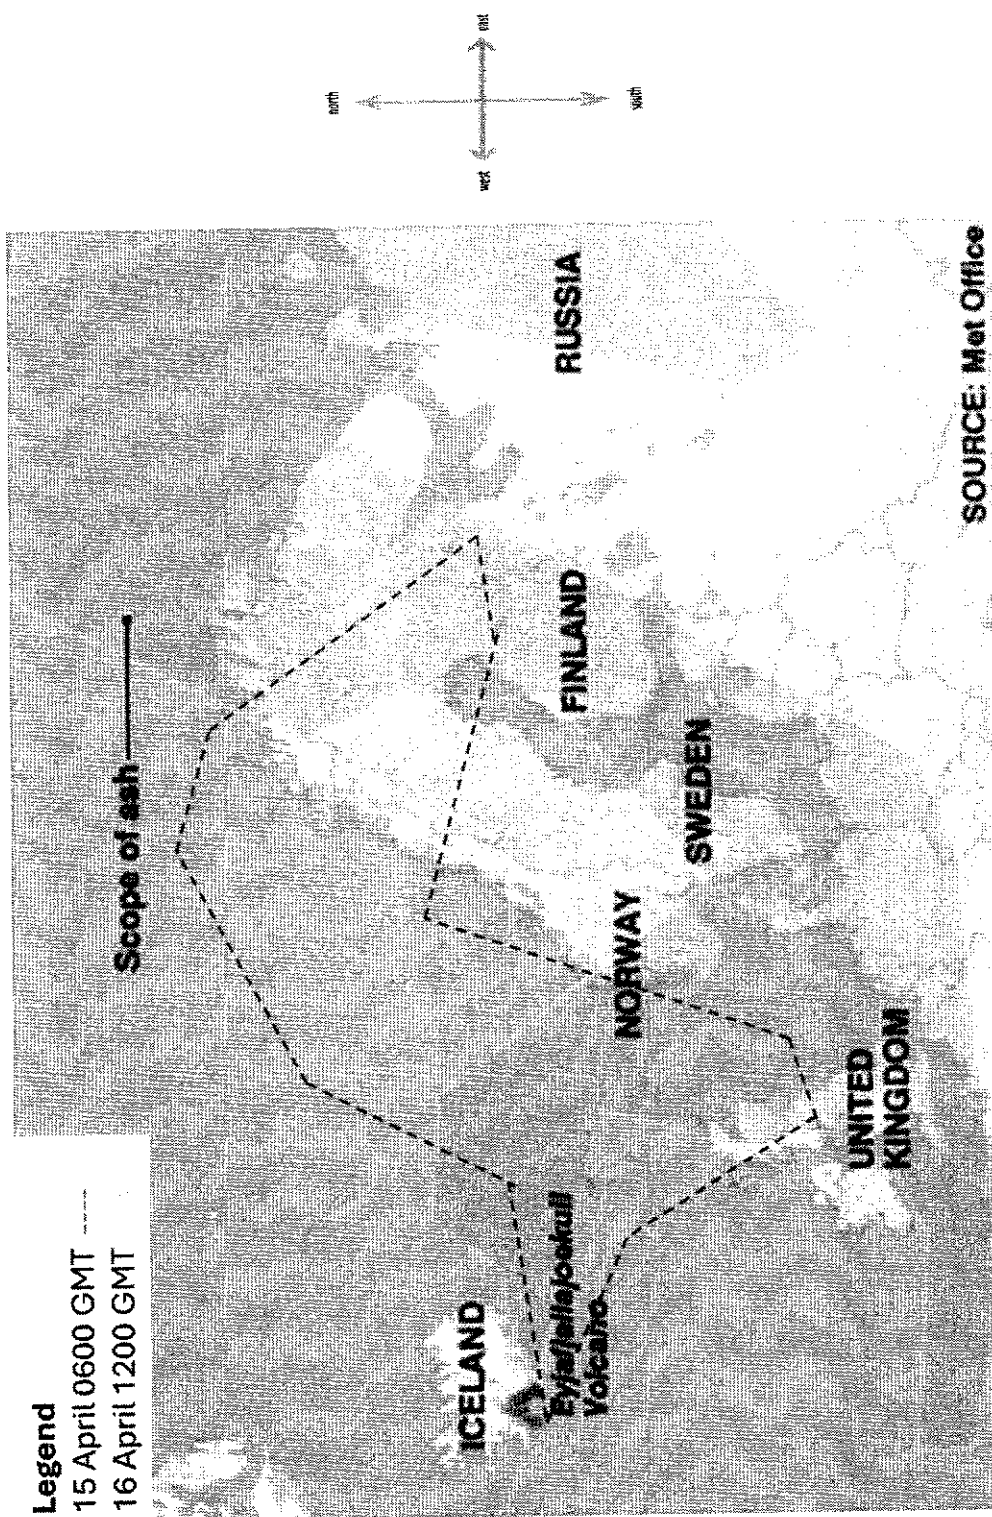 Legend
15 April 0600 GMT ----
16 April 1200 GMT
Scope of ash
ICELAND
Eyjafjallajoekull
Volcano
NORWAY
SWEDEN
FINLAND
RUSSIA
UNITED
KINGDOM
SOURCE: Met Office
north
south
east
west